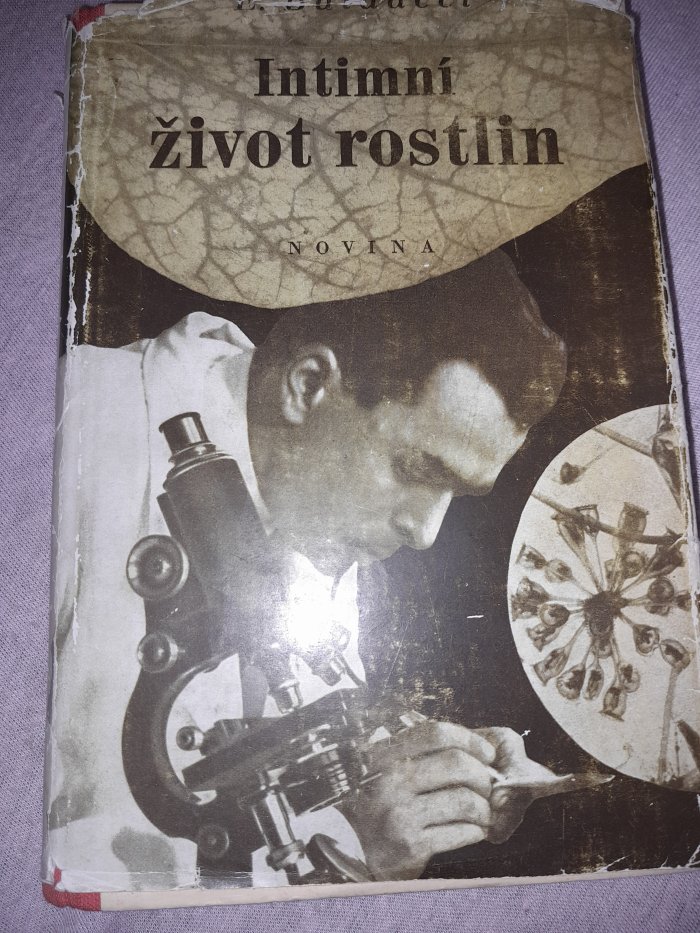 Intimní
život rostlin
NOVINA